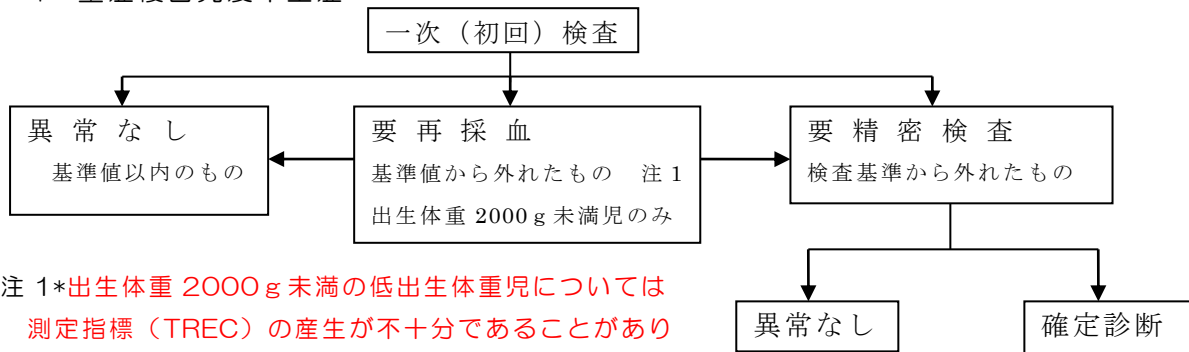 一次（初回）検査
異常なし
基準値以内のもの
要再採血
基準値から外れたもの　注１
出生体重 2000ｇ未満児のみ
要精密検査
検査基準から外れたもの
注 1*出生体重 2000ｇ未満の低出生体重児については
測定指標（TREC）の産生が不十分であることがあり
異常なし
確定診断